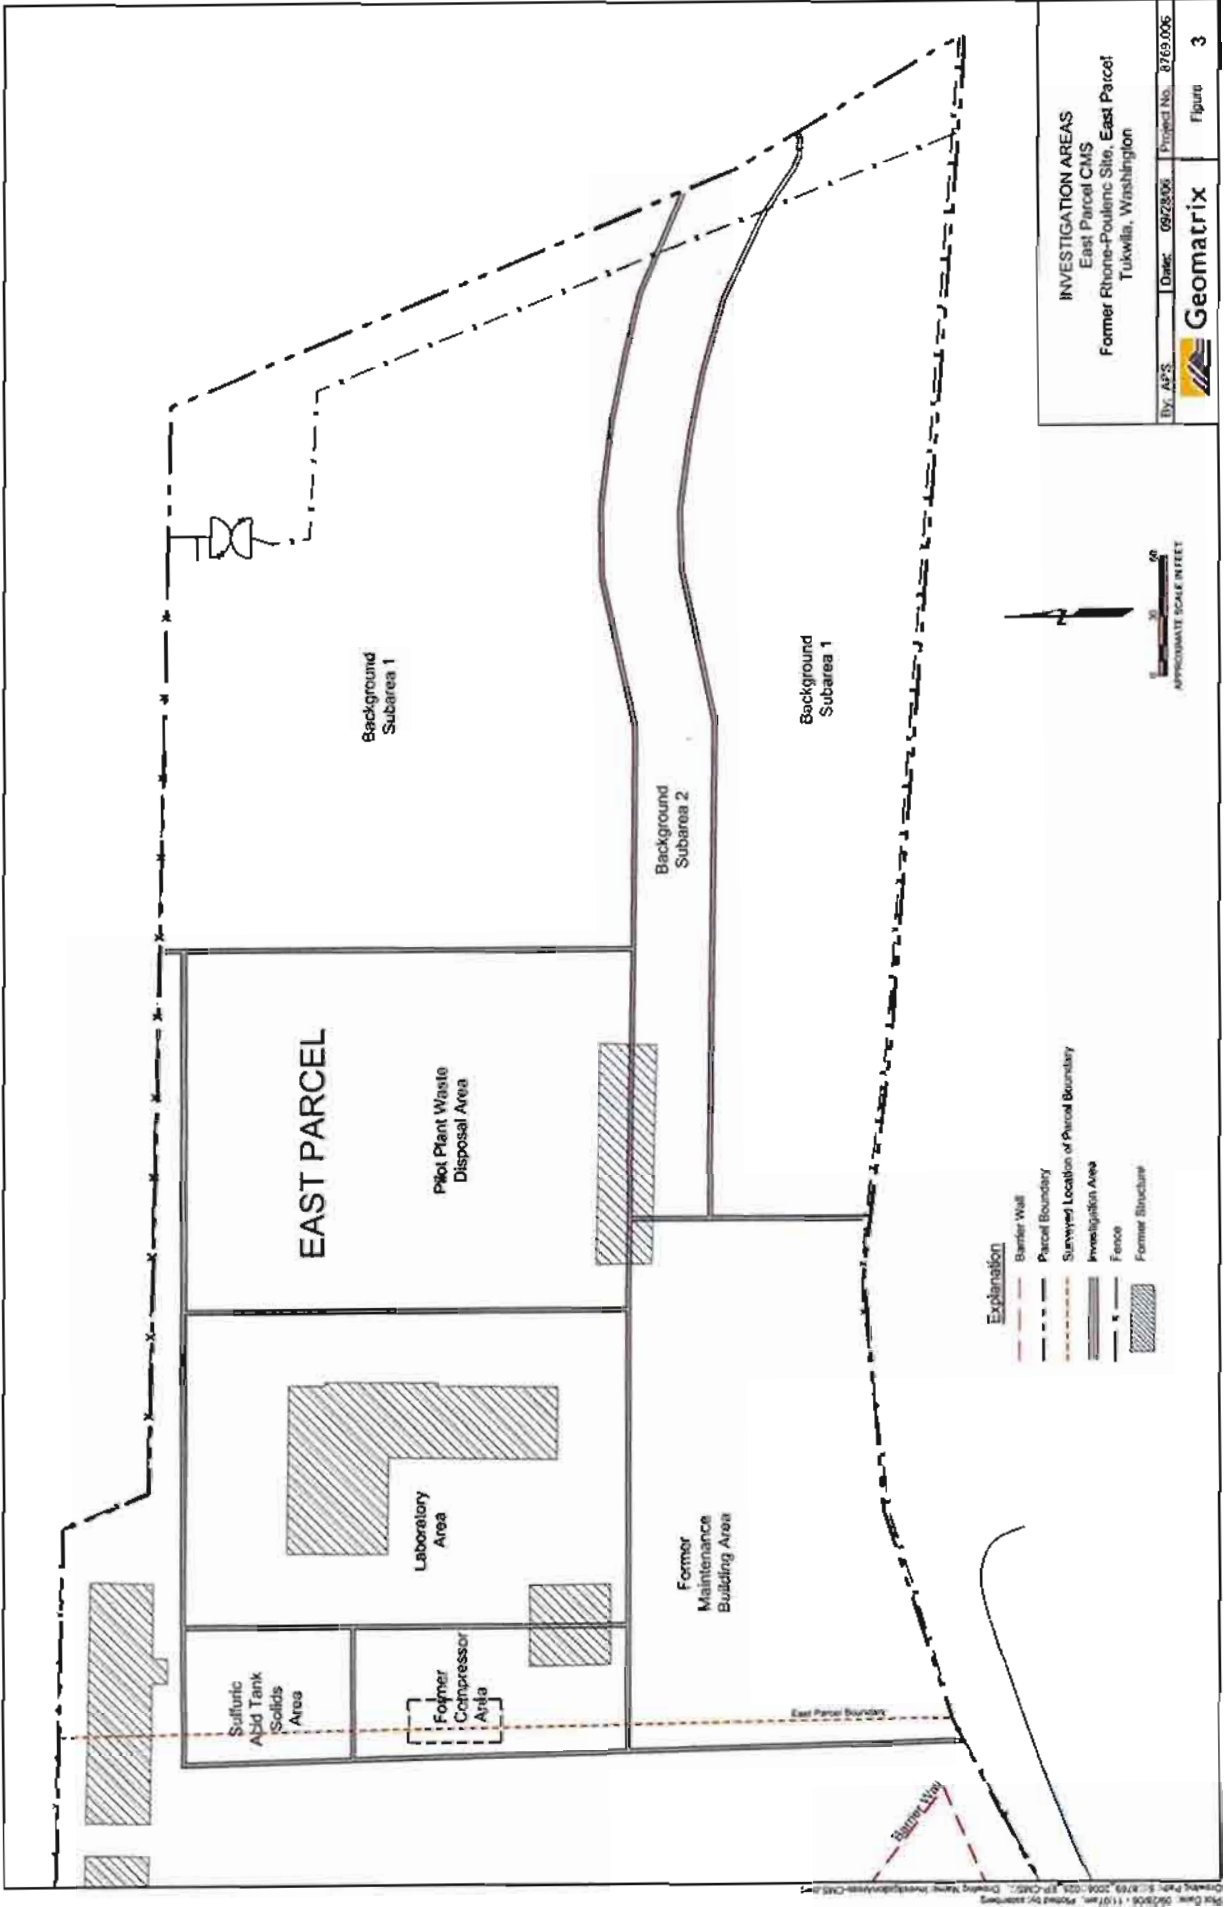 EAST PARCEL
Sulfuric
Acid Tank
Solids
Area
Former
Compressor
Area
Laboratory
Area
Pilot Plant Waste
Disposal Area
Background
Subarea 1
Background
Subarea 2
Background
Subarea 1
Former
Maintenance
Building Area
East Parcel Boundary
Barrier Wall
Explanation
Barrier Wall
Parcel Boundary
Surveyed Location of Parcel Boundary
Investigation Area
Fence
Former Structure
0 30 60
APPROXIMATE SCALE IN FEET
INVESTIGATION AREAS
East Parcel CMS
Former Rhone-Poulenc Site, East Parcel
Tukwila, Washington
By: APS Date: 09/28/06 Project No. 8769.006
Geomatrix Figure 3